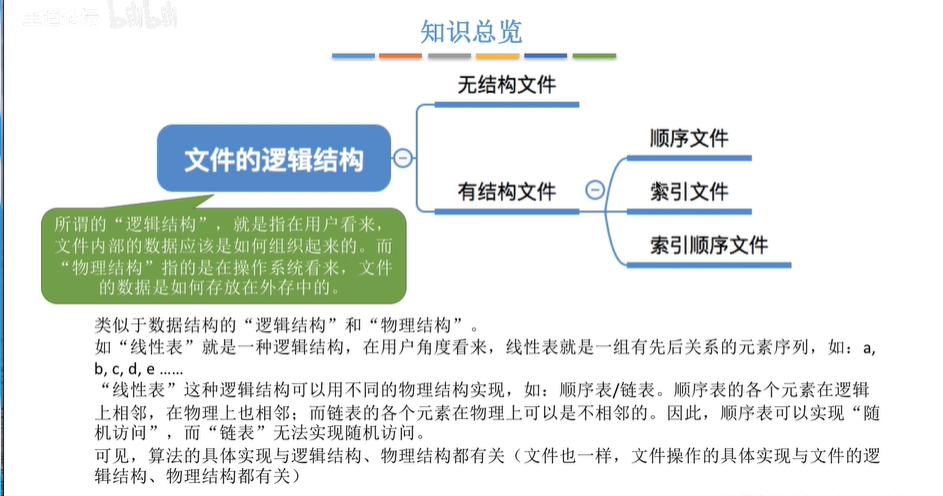 王道论坛 bilibili
知识总览
无结构文件
文件的逻辑结构
有结构文件
顺序文件
索引文件
索引顺序文件
所谓的“逻辑结构”，就是指在用户看来，
文件内部的数据应该是如何组织起来的。而
“物理结构”指的是在操作系统看来，文件
的数据是如何存放在外存中的。
类似于数据结构的“逻辑结构”和“物理结构”。
如“线性表”就是一种逻辑结构，在用户角度看来，线性表就是一组有先后关系的元素序列，如：a,
b, c, d, e ……
“线性表”这种逻辑结构可以用不同的物理结构实现，如：顺序表/链表。顺序表的各个元素在逻辑
上相邻，在物理上也相邻；而链表的各个元素在物理上可以是不相邻的。因此，顺序表可以实现“随
机访问”，而“链表”无法实现随机访问。
可见，算法的具体实现与逻辑结构、物理结构都有关（文件也一样，文件操作的具体实现与文件的逻
辑结构、物理结构都有关）